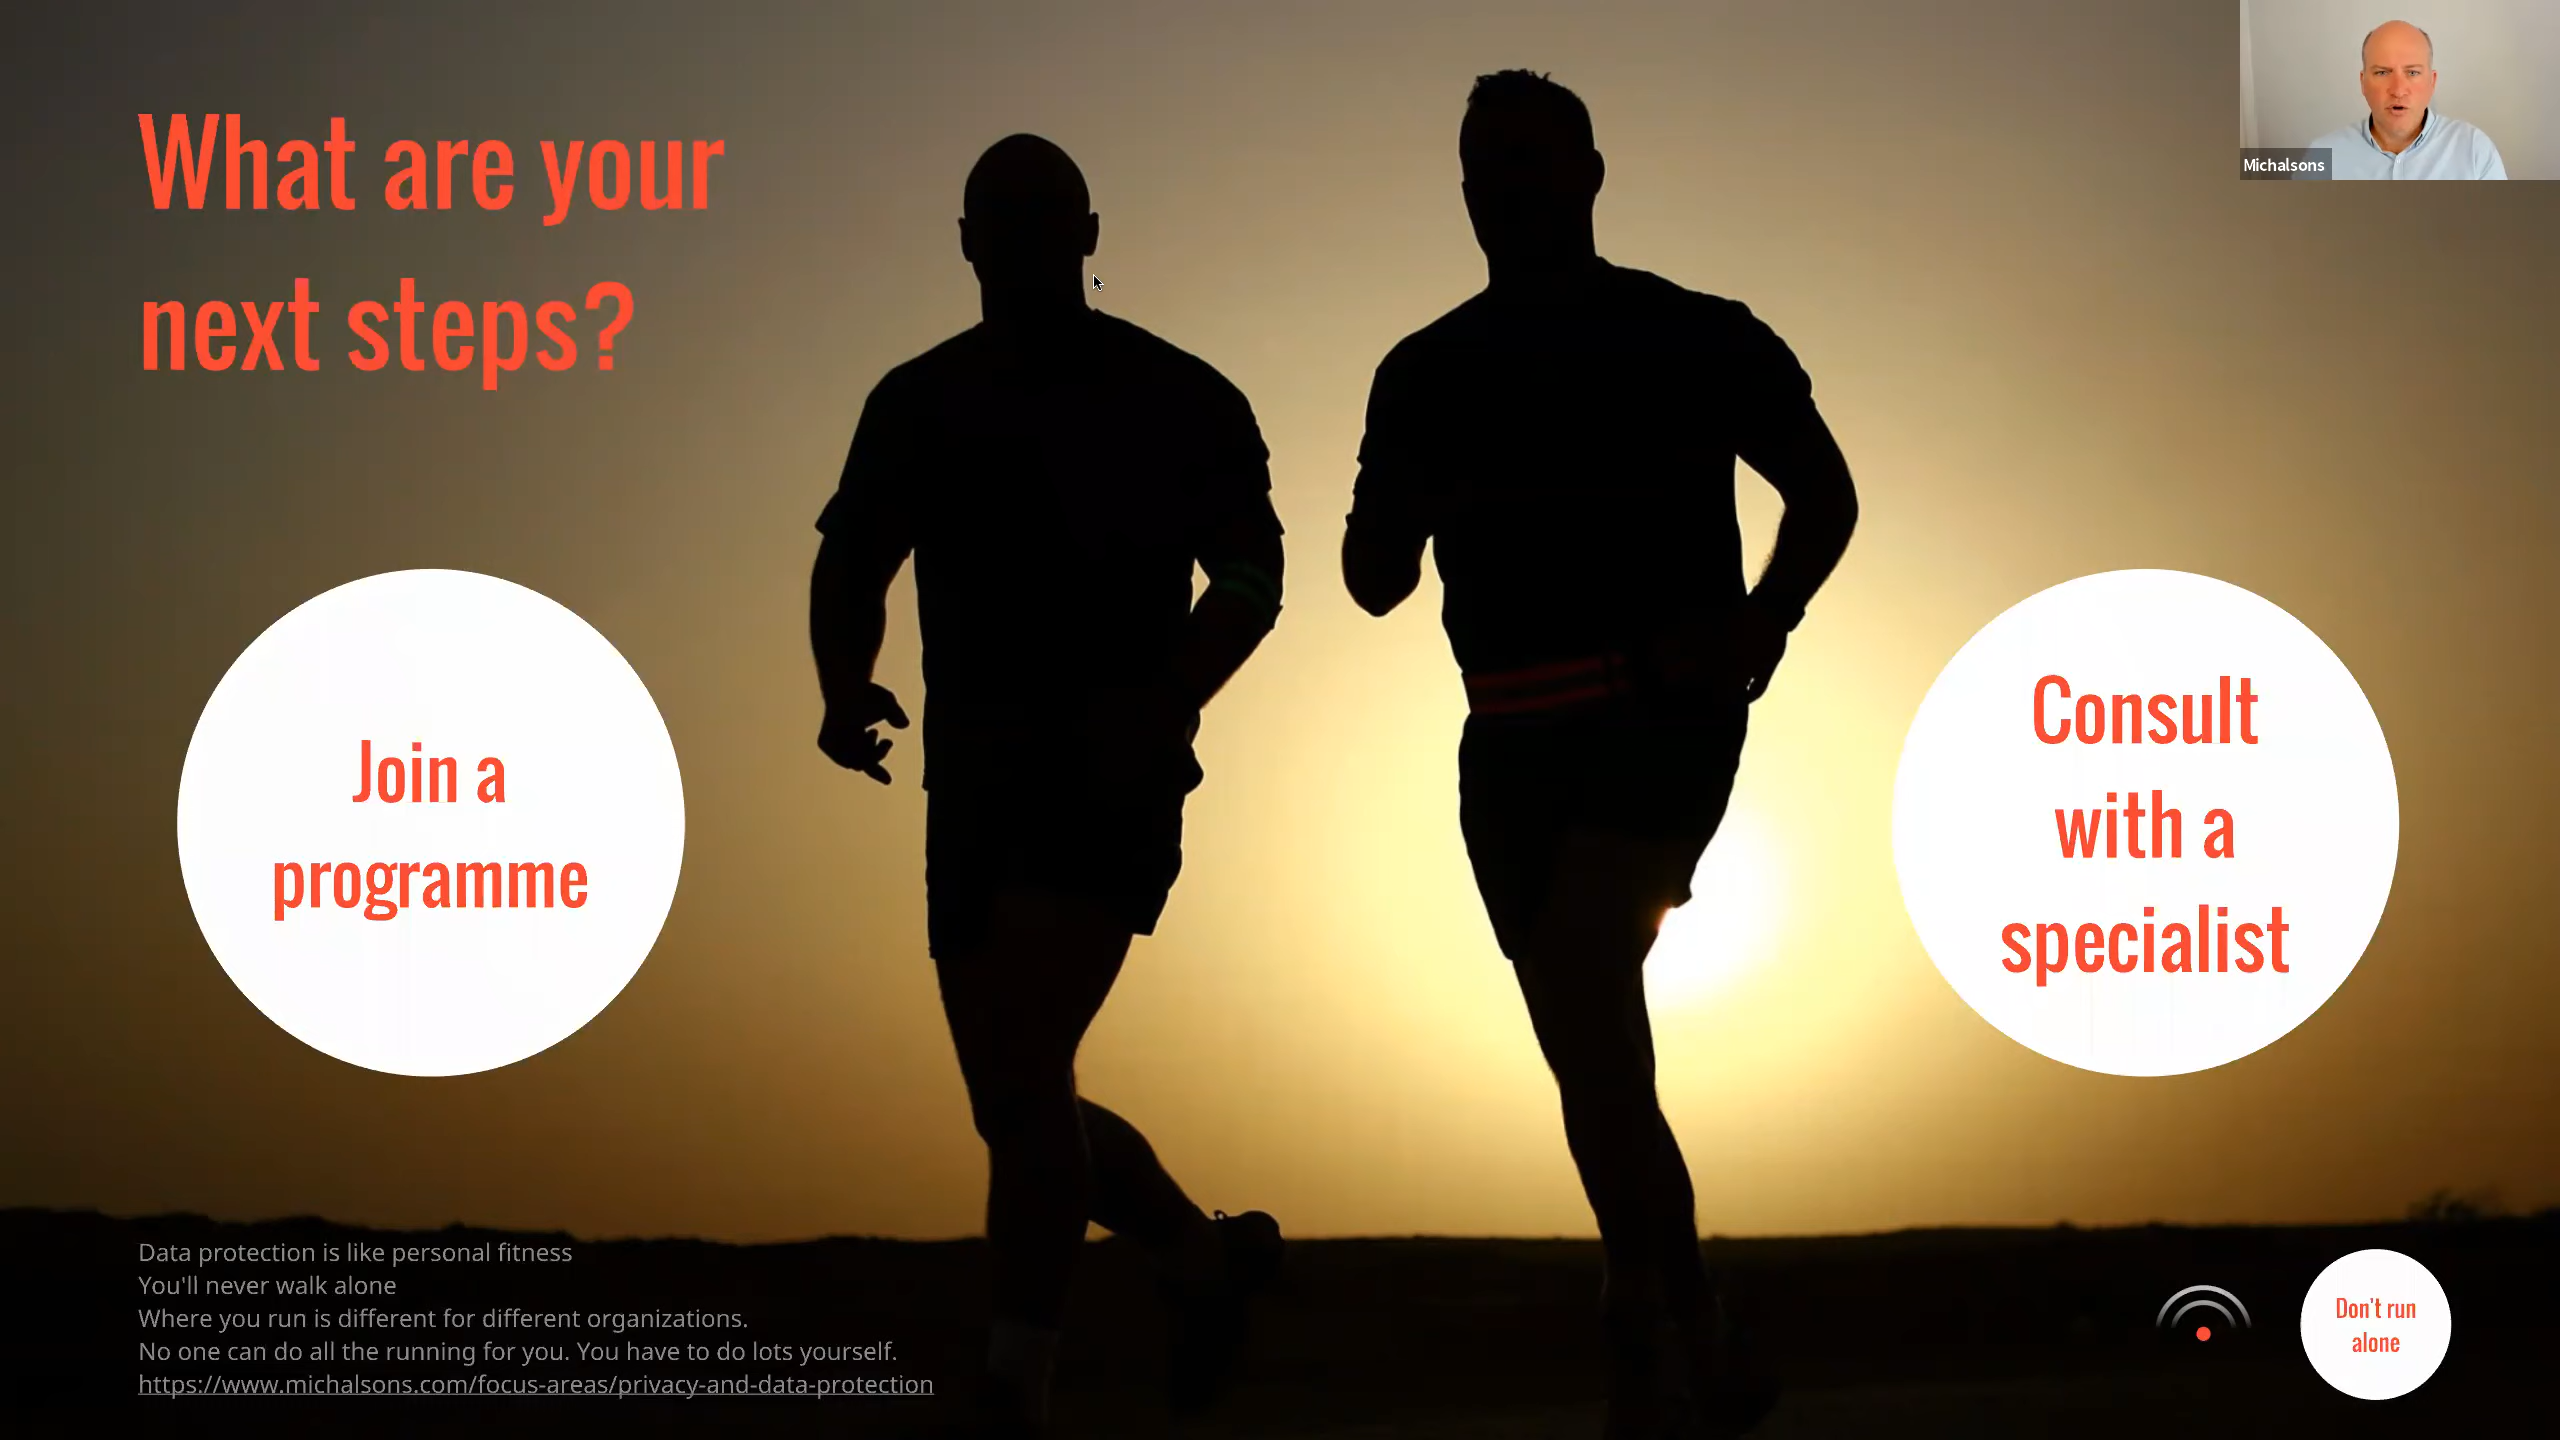 Michalsons
What are your
next steps?
Join a
programme
Consult
with a
specialist
Data protection is like personal fitness
You'll never walk alone
Where you run is different for different organizations.
No one can do all the running for you. You have to do lots yourself.
https://www.michalsons.com/focus-areas/privacy-and-data-protection
Don't run
alone